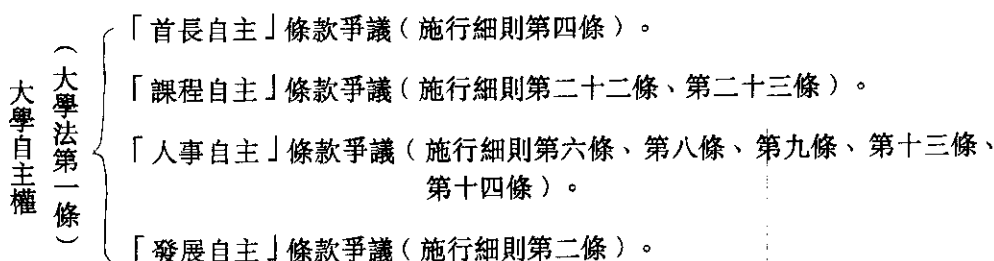 大學自主權
（大學法第一條）
「首長自主」條款爭議（施行細則第四條）。
「課程自主」條款爭議（施行細則第二十二條、第二十三條）。
「人事自主」條款爭議（施行細則第六條、第八條、第九條、第十三條、
第十四條）。
「發展自主」條款爭議（施行細則第二條）。